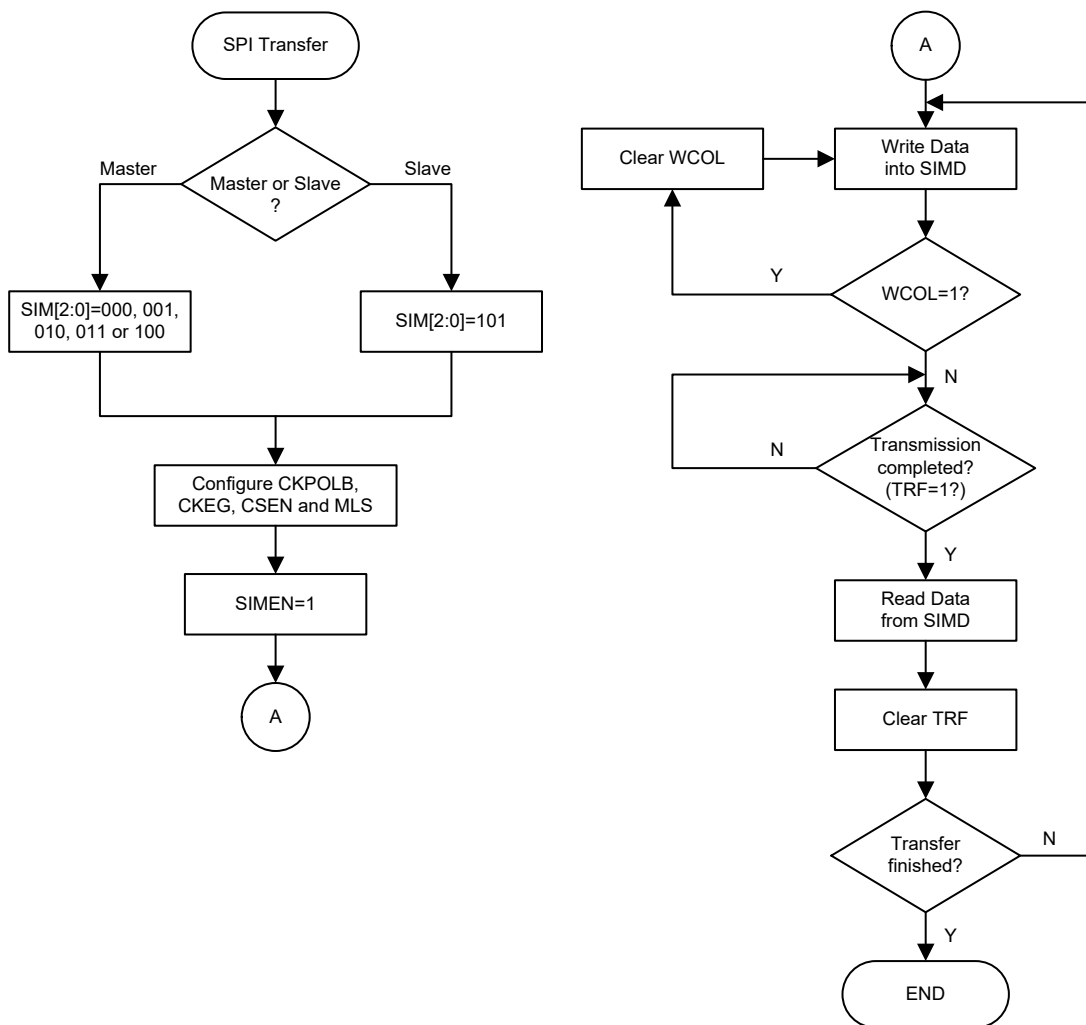 SPI Transfer
Master or Slave
?
Master
Slave
SIM[2:0]=000, 001,
010, 011 or 100
SIM[2:0]=101
Configure CKPOLB,
CKEG, CSEN and MLS
SIMEN=1
A
A
Clear WCOL
Write Data
into SIMD
Y
WCOL=1?
N
N
Transmission
completed?
(TRF=1?)
Y
Read Data
from SIMD
Clear TRF
Transfer
finished?
N
Y
END